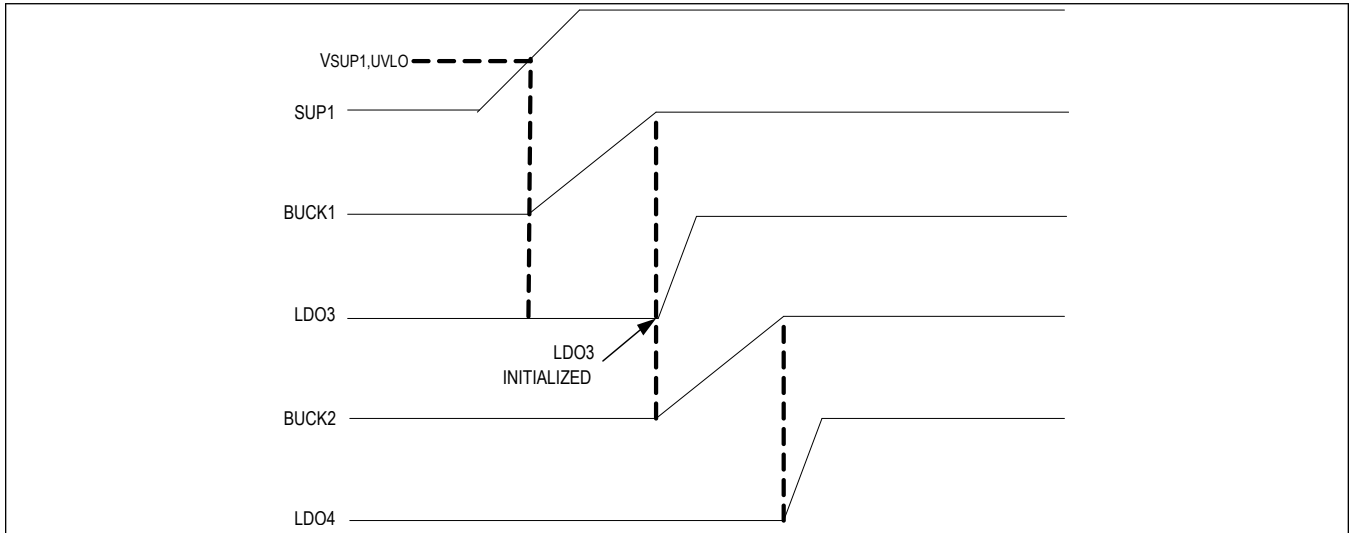 VSUP1,UVLO
SUP1
BUCK1
LDO3
LDO3
INITIALIZED
BUCK2
LDO4